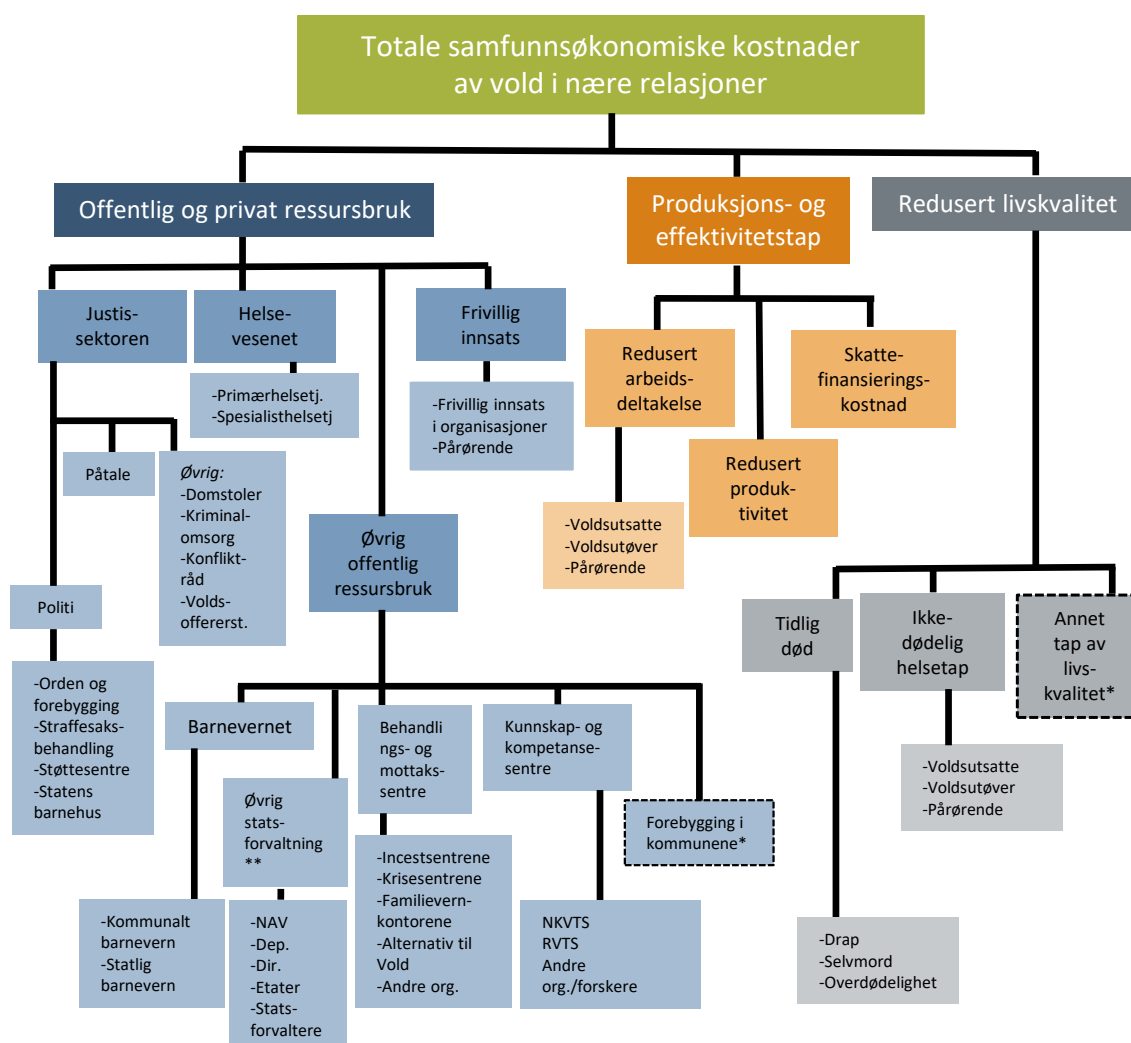 Totale samfunnsøkonomiske kostnader
av vold i nære relasjoner
Offentlig og privat ressursbruk
Produksjons- og
effektivitetstap
Redusert livskvalitet
Justis-
sektoren
Helse-
vesenet
Frivillig
innsats
Redusert
arbeids-
deltakelse
Skatte-
finansierings-
kostnad
-Primærhelsetj.
-Spesialisthelsetj
-Frivillig innsats
i organisasjoner
-Pårørende
Påtale
Øvrig:
-Domstoler
-Kriminal-
omsorg
-Konflikt-
råd
-Volds-
offererst.
Redusert
produk-
tivitet
-Voldsutsatte
-Voldsutøver
-Pårørende
Øvrig
offentlig
ressursbruk
Politi
Tidlig
død
Ikke-
dødelig
helsetap
Annet
tap av
livs-
kvalitet*
-Orden og
forebygging
-Straffesaks-
behandling
-Støttesentre
-Statens
barnehus
Barnevernet
Behandli
ngs- og
mottaks-
sentre
Kunnskap- og
kompetanse-
sentre
-Voldsutsatte
-Voldsutøver
-Pårørende
Øvrig
stats-
forvaltning
**
Forebygging i
kommunene*
-Kommunalt
barnevern
-Statlig
barnevern
-NAV
-Dep.
-Dir.
-Etater
-Stats-
forvaltere
-Incestsentrene
-Krisesentrene
-Familievern-
kontorene
-Alternativ til
Vold
-Andre org.
NKVTS
RVTS
Andre
org./forskere
-Drap
-Selvmord
-Overdødelighet